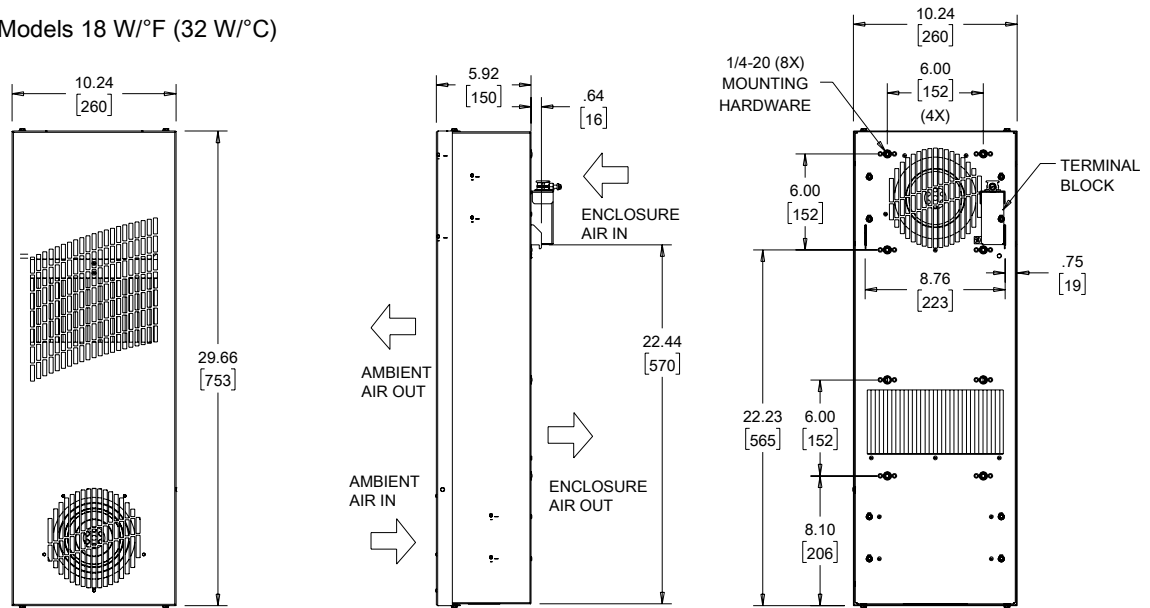 Models 18 W/°F (32 W/°C)
10.24
[260]
29.66
[753]
5.92
[150]
.64
[16]
ENCLOSURE
AIR IN
AMBIENT
AIR OUT
22.44
[570]
AMBIENT
AIR IN
ENCLOSURE
AIR OUT
10.24
[260]
1/4-20 (8X)
MOUNTING
HARDWARE
6.00
[152]
(4X)
TERMINAL
BLOCK
6.00
[152]
8.76
[223]
.75
[19]
22.23
[565]
6.00
[152]
8.10
[206]